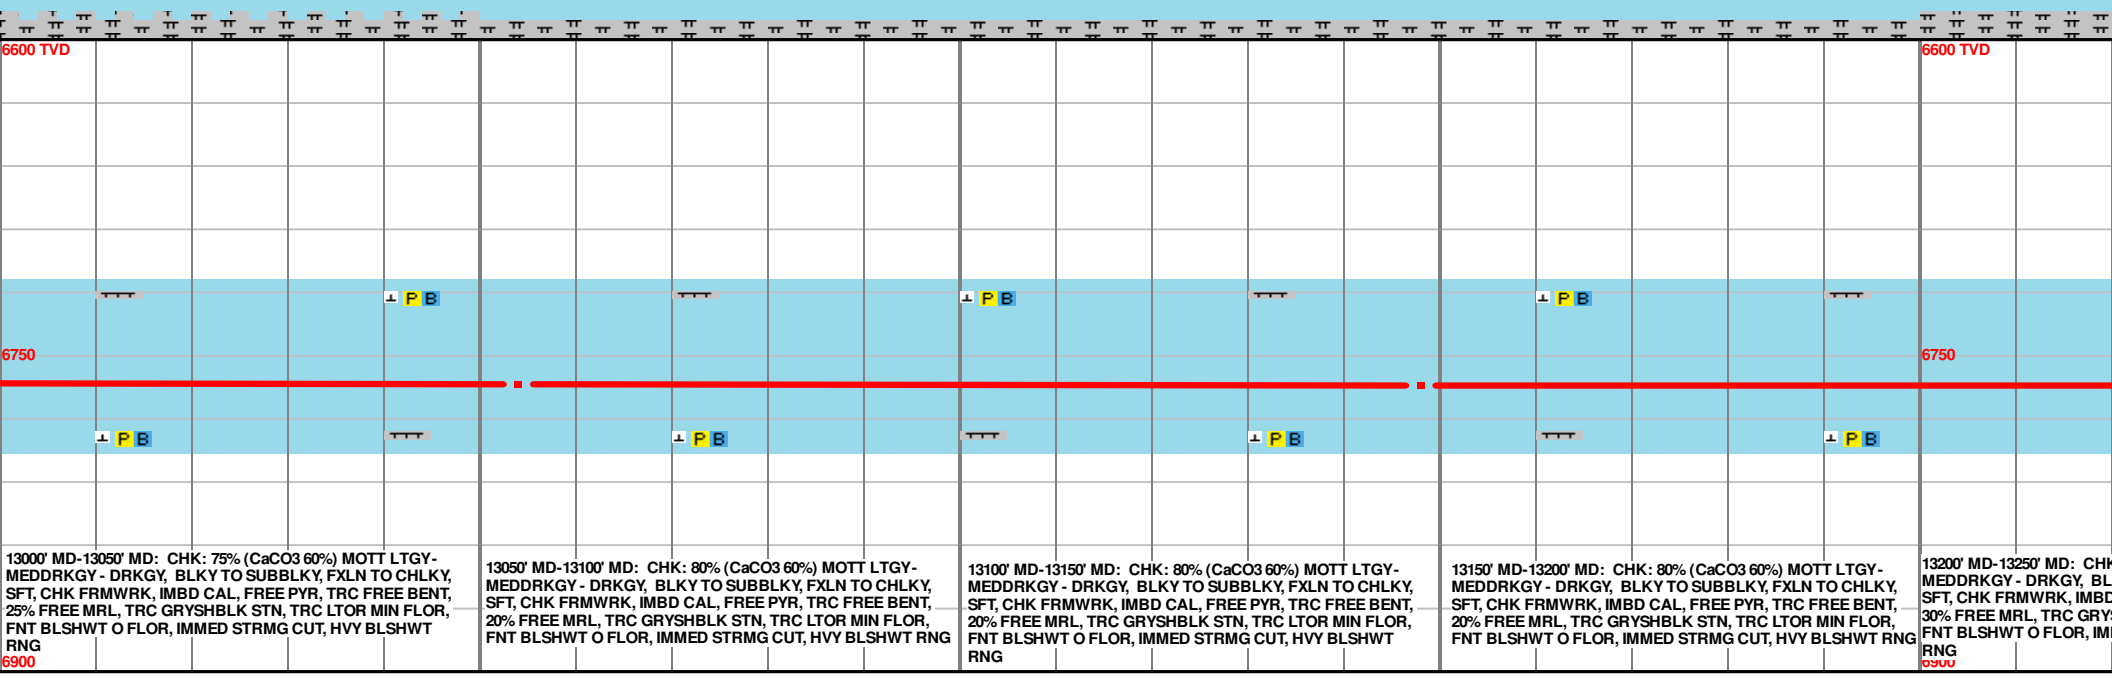 6600 TVD
6600 TVD
P B
P B
P B
6750
6750
P B
P B
P B
P B
13000' MD-13050' MD: CHK: 75% (CaCO3 60%) MOTT LTGY-
MEDDRKGY - DRKGY, BLKY TO SUBBLKY, FXLN TO CHLKY,
SFT, CHK FRMWRK, IMBD CAL, FREE PYR, TRC FREE BENT,
25% FREE MRL, TRC GRYSHBLK STN, TRC LTOR MIN FLOR,
FNT BLSHWT O FLOR, IMMED STRMG CUT, HVY BLSHWT
RNG
13050' MD-13100' MD: CHK: 80% (CaCO3 60%) MOTT LTGY-
MEDDRKGY - DRKGY, BLKY TO SUBBLKY, FXLN TO CHLKY,
SFT, CHK FRMWRK, IMBD CAL, FREE PYR, TRC FREE BENT,
20% FREE MRL, TRC GRYSHBLK STN, TRC LTOR MIN FLOR,
FNT BLSHWT O FLOR, IMMED STRMG CUT, HVY BLSHWT RNG
13100' MD-13150' MD: CHK: 80% (CaCO3 60%) MOTT LTGY-
MEDDRKGY - DRKGY, BLKY TO SUBBLKY, FXLN TO CHLKY,
SFT, CHK FRMWRK, IMBD CAL, FREE PYR, TRC FREE BENT,
20% FREE MRL, TRC GRYSHBLK STN, TRC LTOR MIN FLOR,
FNT BLSHWT O FLOR, IMMED STRMG CUT, HVY BLSHWT
RNG
13150' MD-13200' MD: CHK: 80% (CaCO3 60%) MOTT LTGY-
MEDDRKGY - DRKGY, BLKY TO SUBBLKY, FXLN TO CHLKY,
SFT, CHK FRMWRK, IMBD CAL, FREE PYR, TRC FREE BENT,
20% FREE MRL, TRC GRYSHBLK STN, TRC LTOR MIN FLOR,
FNT BLSHWT O FLOR, IMMED STRMG CUT, HVY BLSHWT RNG
13200' MD-13250' MD: CHK
MEDDRKGY - DRKGY, BL
SFT, CHK FRMWRK, IMBD
30% FREE MRL, TRC GRYS
FNT BLSHWT O FLOR, IM
RNG
6900
6900